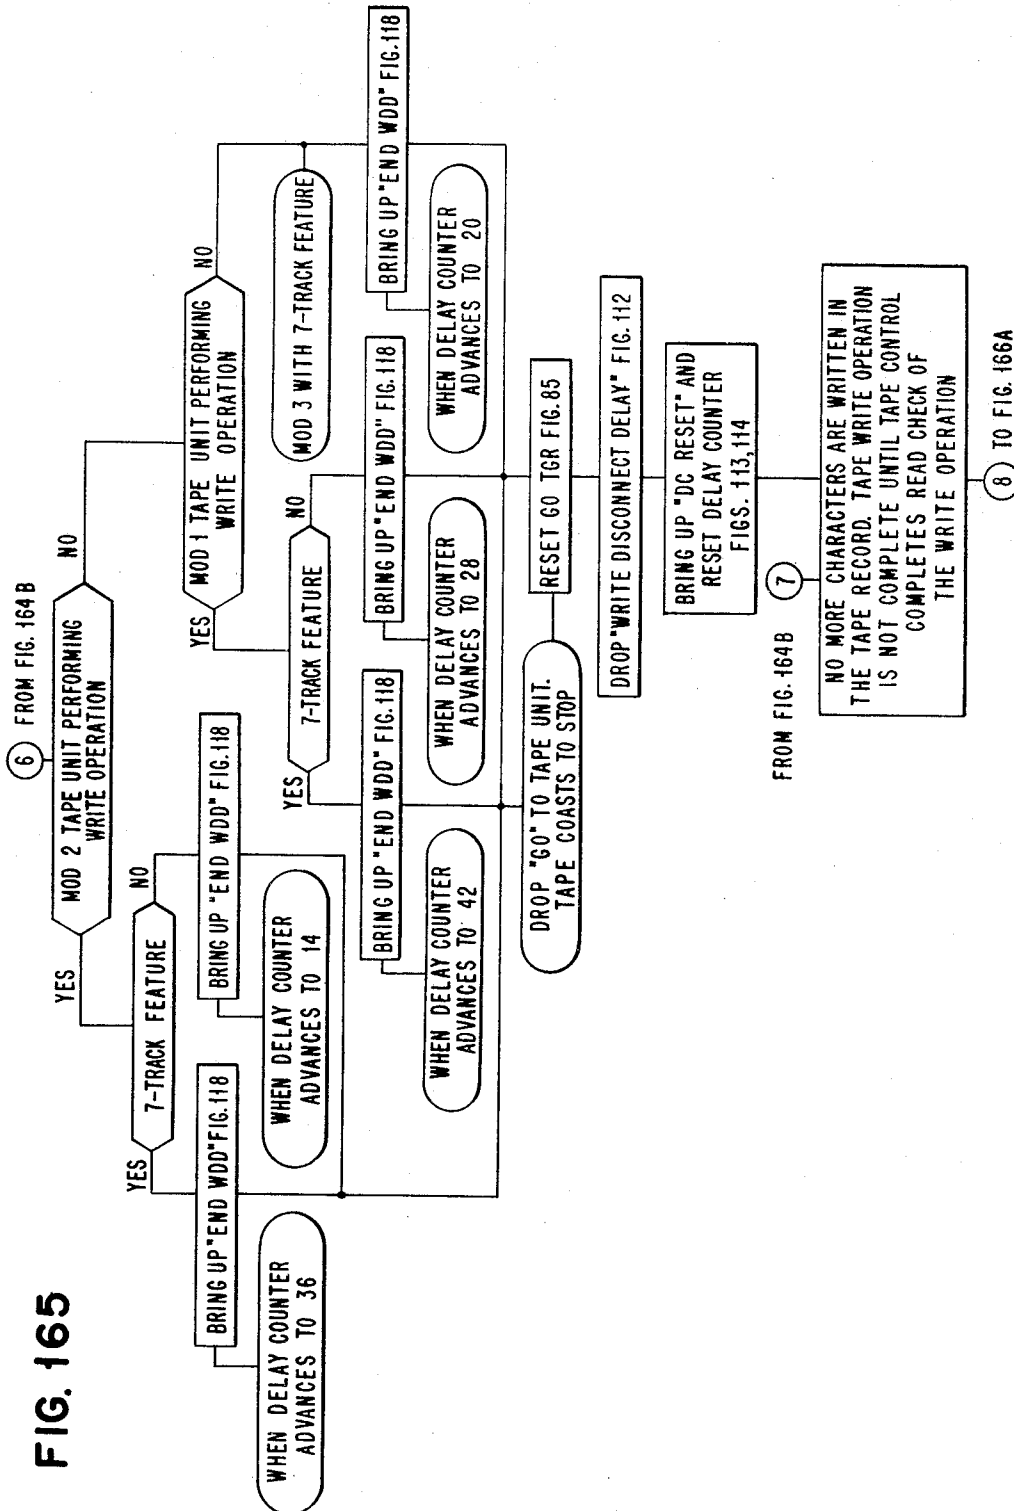 FIG. 165
6 FROM FIG. 164B
MOD 2 TAPE UNIT PERFORMING
WRITE OPERATION
YES
NO
7-TRACK FEATURE
YES
NO
MOD 1 TAPE UNIT PERFORMING
WRITE OPERATION
YES
NO
BRING UP "END WDD" FIG.118
WHEN DELAY COUNTER
ADVANCES TO 36
BRING UP "END WDD" FIG.118
WHEN DELAY COUNTER
ADVANCES TO 14
7-TRACK FEATURE
YES
NO
MOD 3 WITH 7-TRACK FEATURE
BRING UP "END WDD" FIG.118
WHEN DELAY COUNTER
ADVANCES TO 42
BRING UP "END WDD" FIG.118
WHEN DELAY COUNTER
ADVANCES TO 28
BRING UP "END WDD" FIG.118
WHEN DELAY COUNTER
ADVANCES TO 20
DROP "GO" TO TAPE UNIT.
TAPE COASTS TO STOP
RESET GO TGR FIG.85
DROP "WRITE DISCONNECT DELAY" FIG. 112
BRING UP "DC RESET" AND
RESET DELAY COUNTER
FIGS. 113,114
FROM FIG. 164B 7
NO MORE CHARACTERS ARE WRITTEN IN
THE TAPE RECORD. TAPE WRITE OPERATION
IS NOT COMPLETE UNTIL TAPE CONTROL
COMPLETES READ CHECK OF
THE WRITE OPERATION
8 TO FIG. 166A